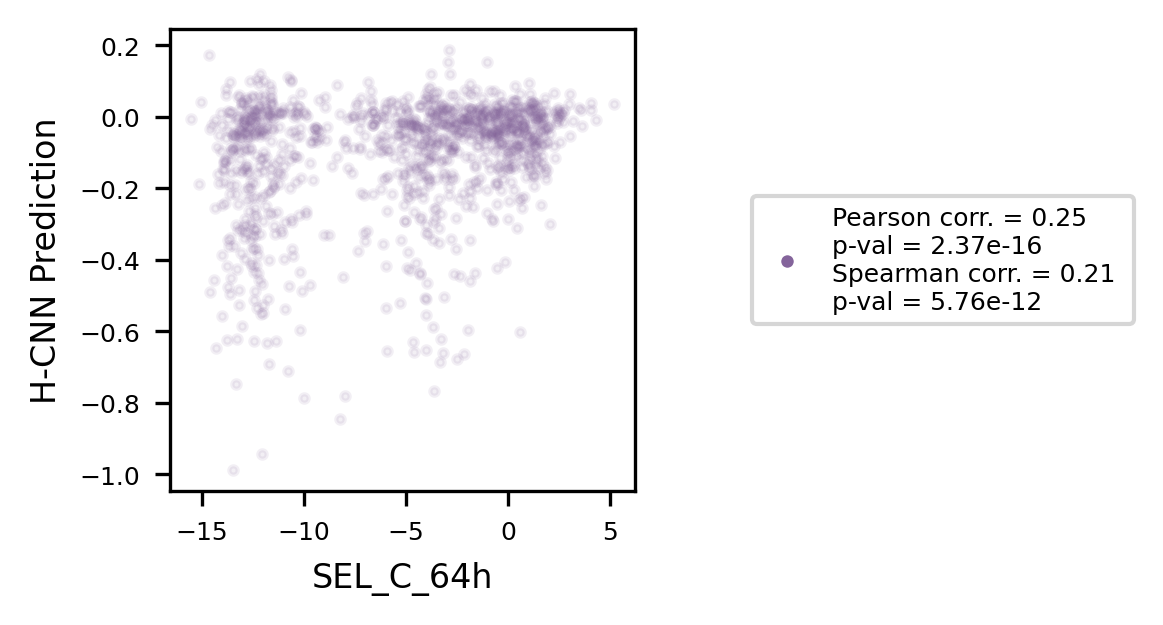 0.2
0.0
−0.2
−0.4
−0.6
−0.8
−1.0
H-CNN Prediction
−15
−10
−5
0
5
SEL_C_64h
Pearson corr. = 0.25
p-val = 2.37e-16
Spearman corr. = 0.21
p-val = 5.76e-12